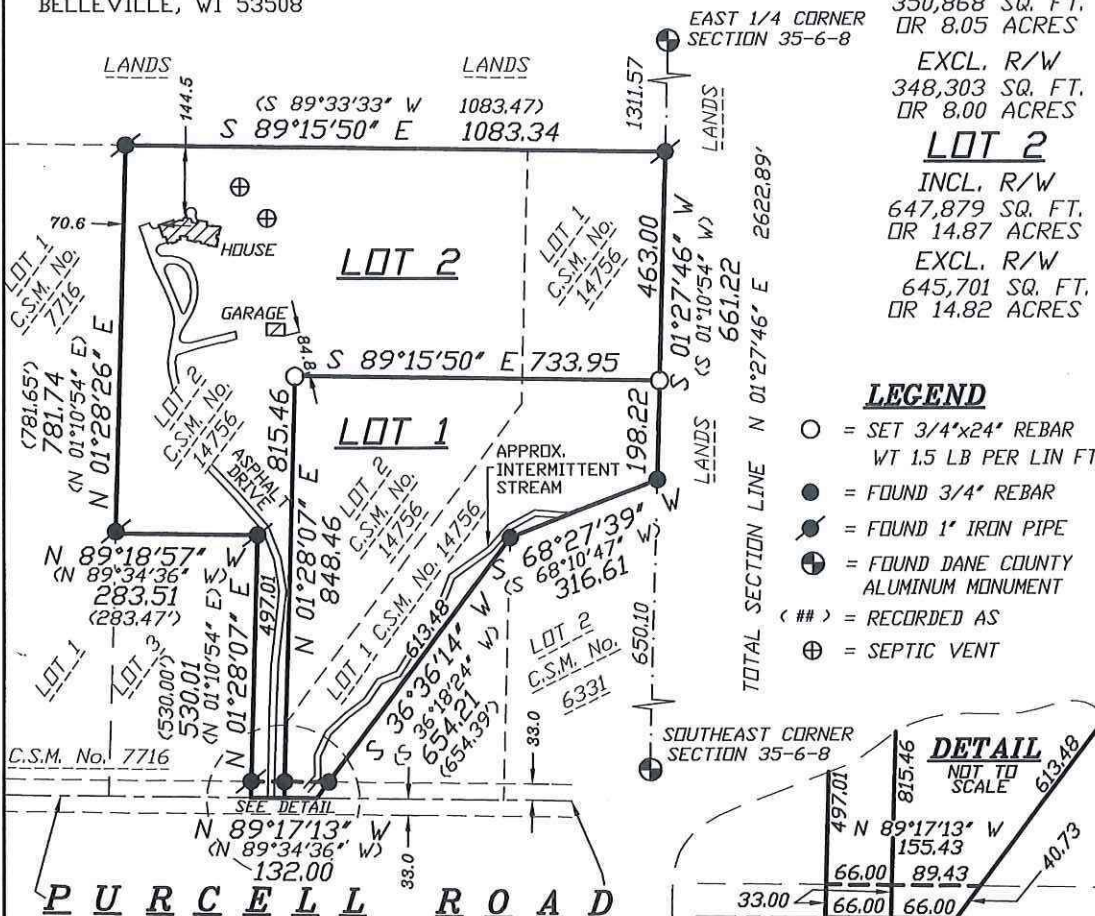 BELLEVILLE, WI 53508
EAST 1/4 CORNER
SECTION 35-6-8
350,868 SQ. FT.
OR 8.05 ACRES
EXCL. R/W
348,303 SQ. FT.
OR 8.00 ACRES
LOT 2
INCL. R/W
647,879 SQ. FT.
OR 14.87 ACRES
EXCL. R/W
645,701 SQ. FT.
OR 14.82 ACRES
LANDS
LANDS
144.5
(S 89°33'33" W 1083.47)
S 89°15'50" E 1083.34
1311.57
LANDS
70.6
HOUSE
LOT 2
LOT 1
C.S.M. No.
14756
463.00
S 01°27'46" W
(S 01°10'54" W)
661.22
TOTAL SECTION LINE N 01°27'46" E 2622.89'
LOT 1
C.S.M. No.
7716
GARAGE
84.8
S 89°15'50" E 733.95
(781.65')
781.74
(N 01°10'54" E)
N 01°28'26" E
LOT 2
C.S.M. No.
14756
ASPHALT
DRIVE
815.46
LOT 1
N 01°28'07" E
848.46
LOT 2
C.S.M. No.
14756
APPROX.
INTERMITTENT
STREAM
198.22
LANDS
LEGEND
= SET 3/4"x24" REBAR
WT 1.5 LB PER LIN FT
= FOUND 3/4" REBAR
= FOUND 1" IRON PIPE
= FOUND DANE COUNTY
ALUMINUM MONUMENT
( ## ) = RECORDED AS
= SEPTIC VENT
N 89°18'57" W
(N 89°34'36" W)
283.51
(283.47')
S 68°27'39" W
(S 68°10'47" W)
316.61
LOT 1
LOT 3
C.S.M. No. 7716
(530.00')
530.01
(N 01°10'54" E)
N 01°28'07" E
497.01
LOT 1 C.S.M. No. 14756
613.48
S 36°36'14" W
(S 36°18'24" W)
654.21
(654.39')
LOT 2
C.S.M. No.
6331
650.10
33.0
SOUTHEAST CORNER
SECTION 35-6-8
SEE DETAIL
N 89°17'13" W
(N 89°34'36" W)
132.00
33.0
PURCELL ROAD
DETAIL
NOT TO
SCALE
497.01
815.46
613.48
N 89°17'13" W
155.43
66.00 89.43
40.73
33.00
66.00 66.00